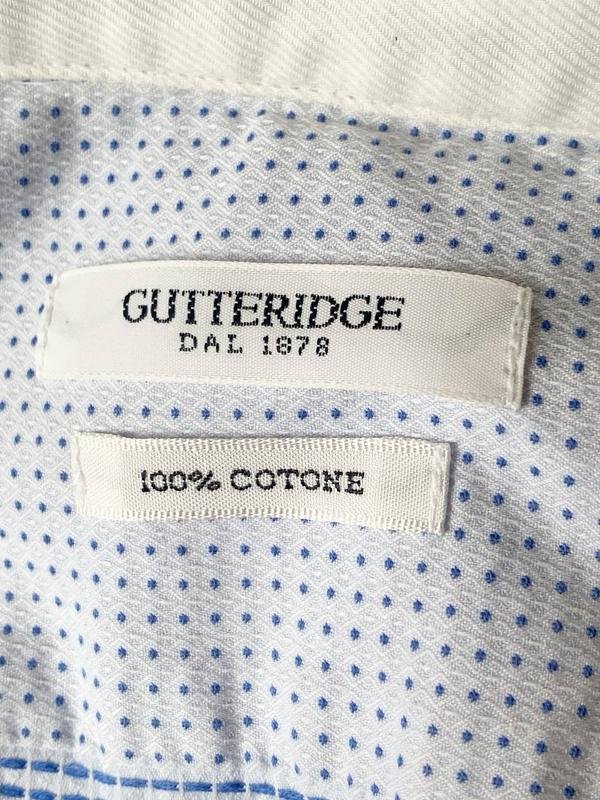 GUTTERIDGE
DAL 1878
100% COTONE